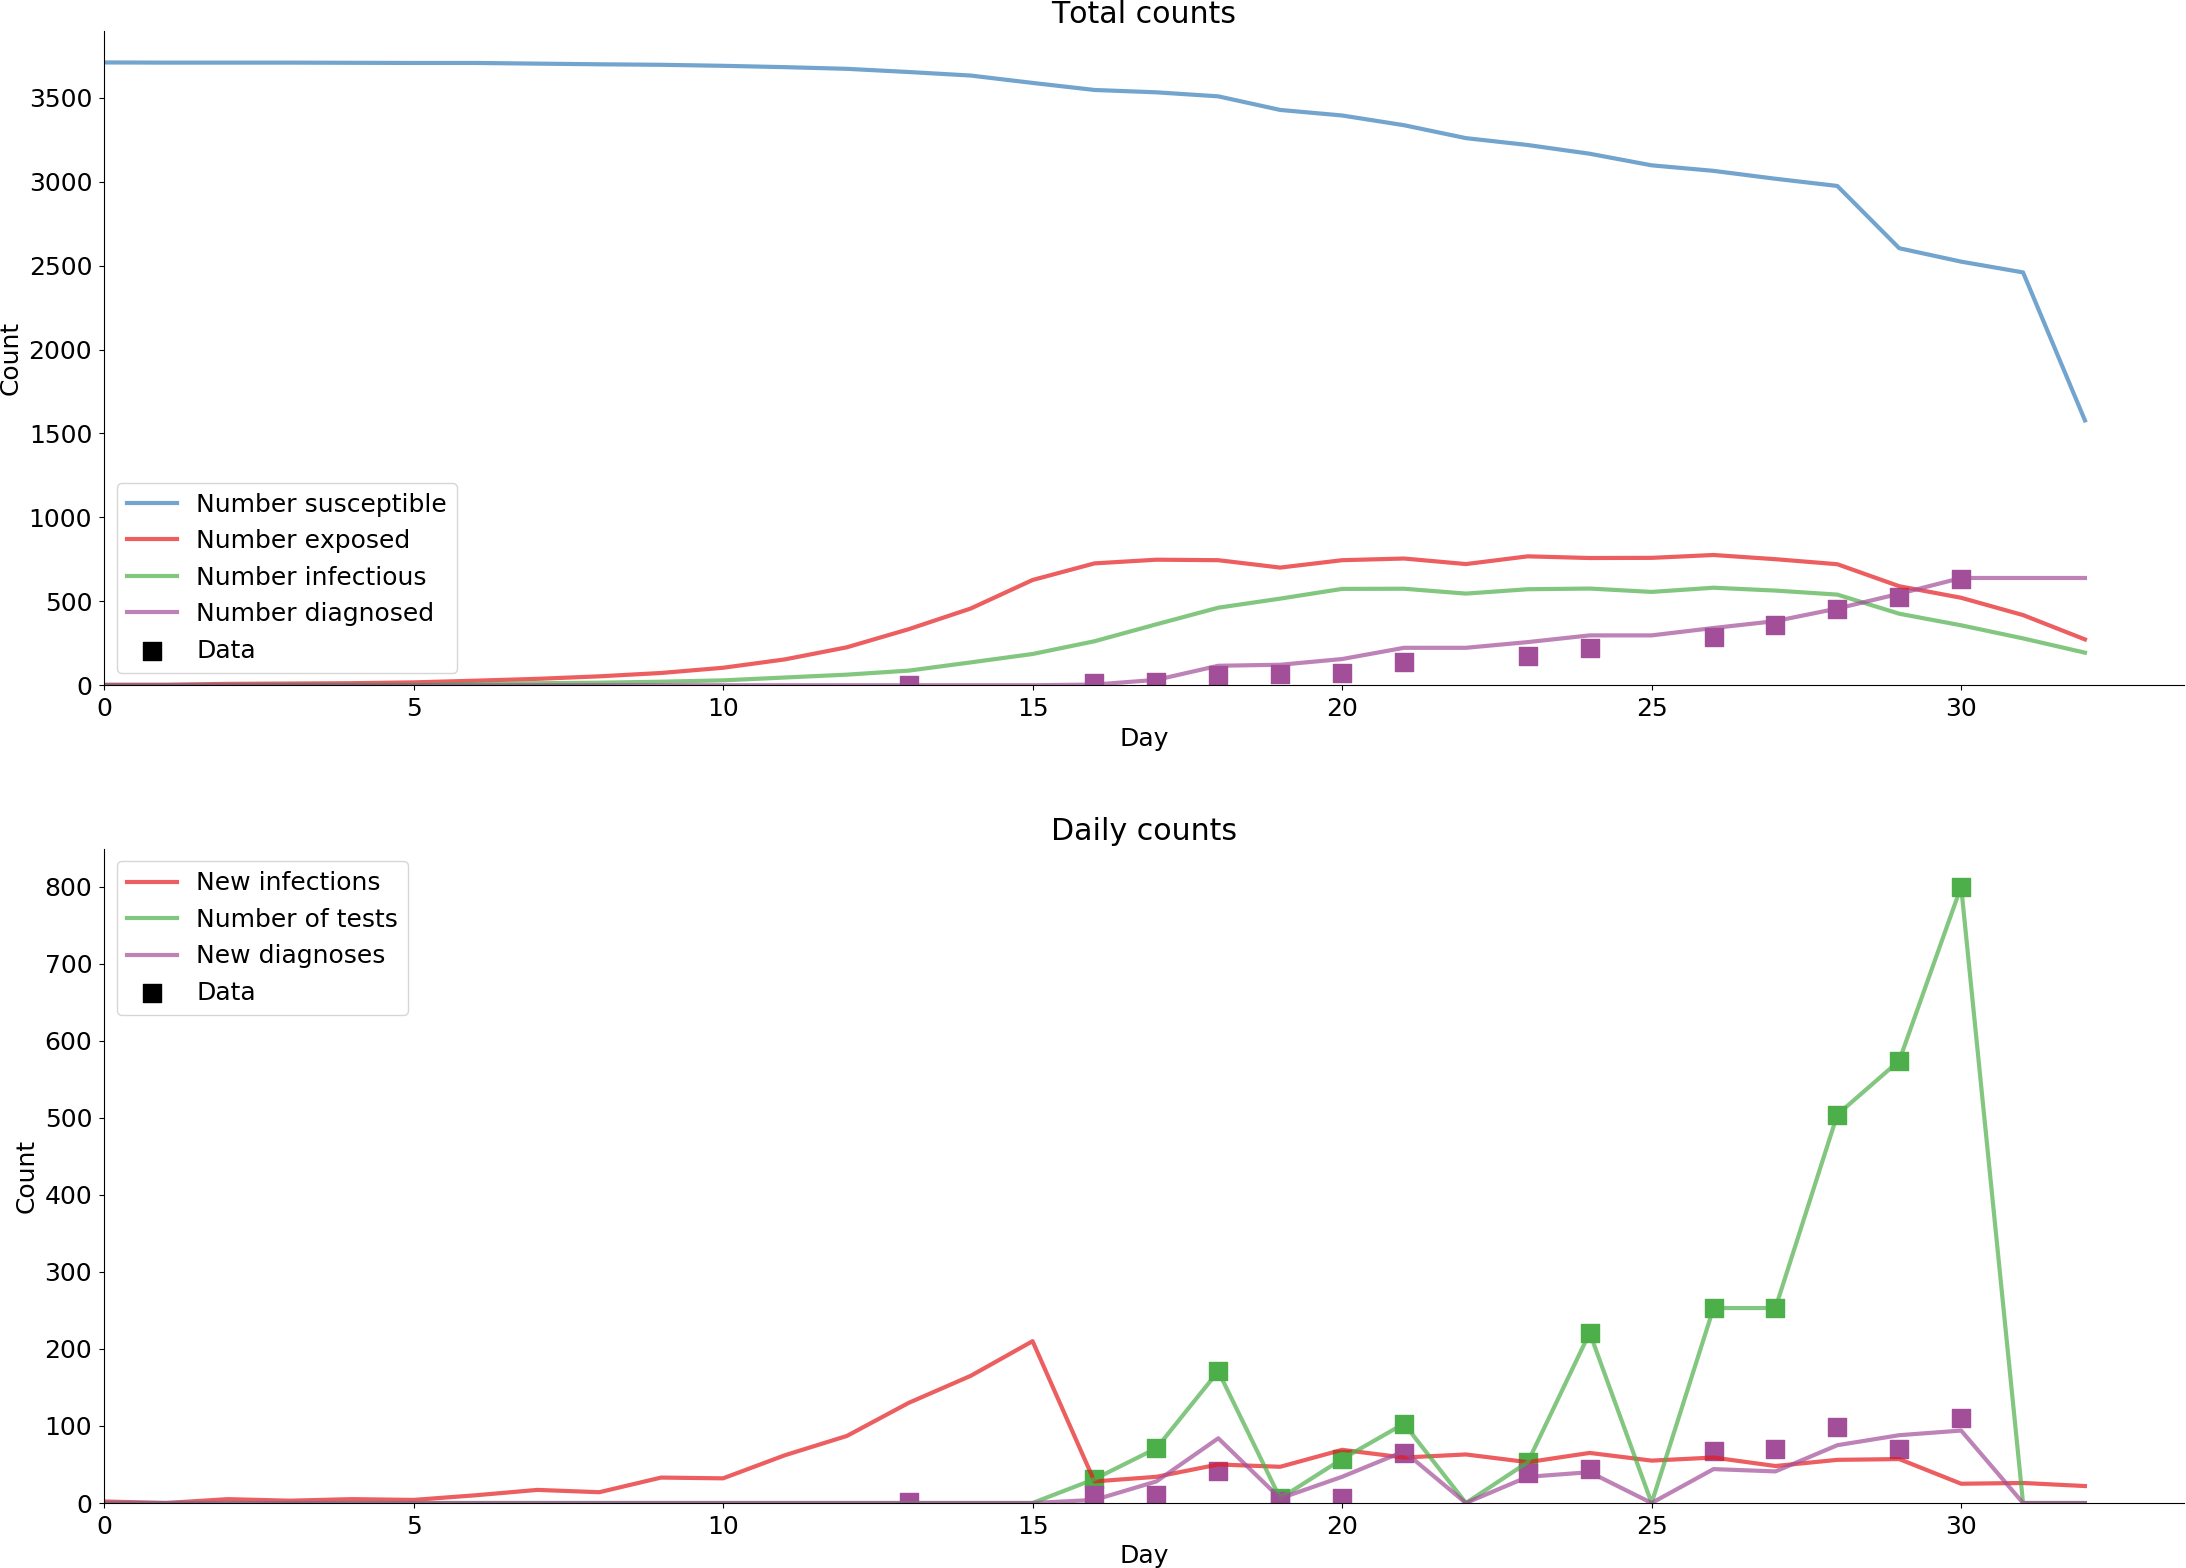 Total counts
3500
3000
2500
2000
1500
1000
500
0
Count
Number susceptible
Number exposed
Number infectious
Number diagnosed
Data
0 5 10 15 20 25 30
Day
Daily counts
800
700
600
500
400
300
200
100
0
Count
New infections
Number of tests
New diagnoses
Data
0 5 10 15 20 25 30
Day